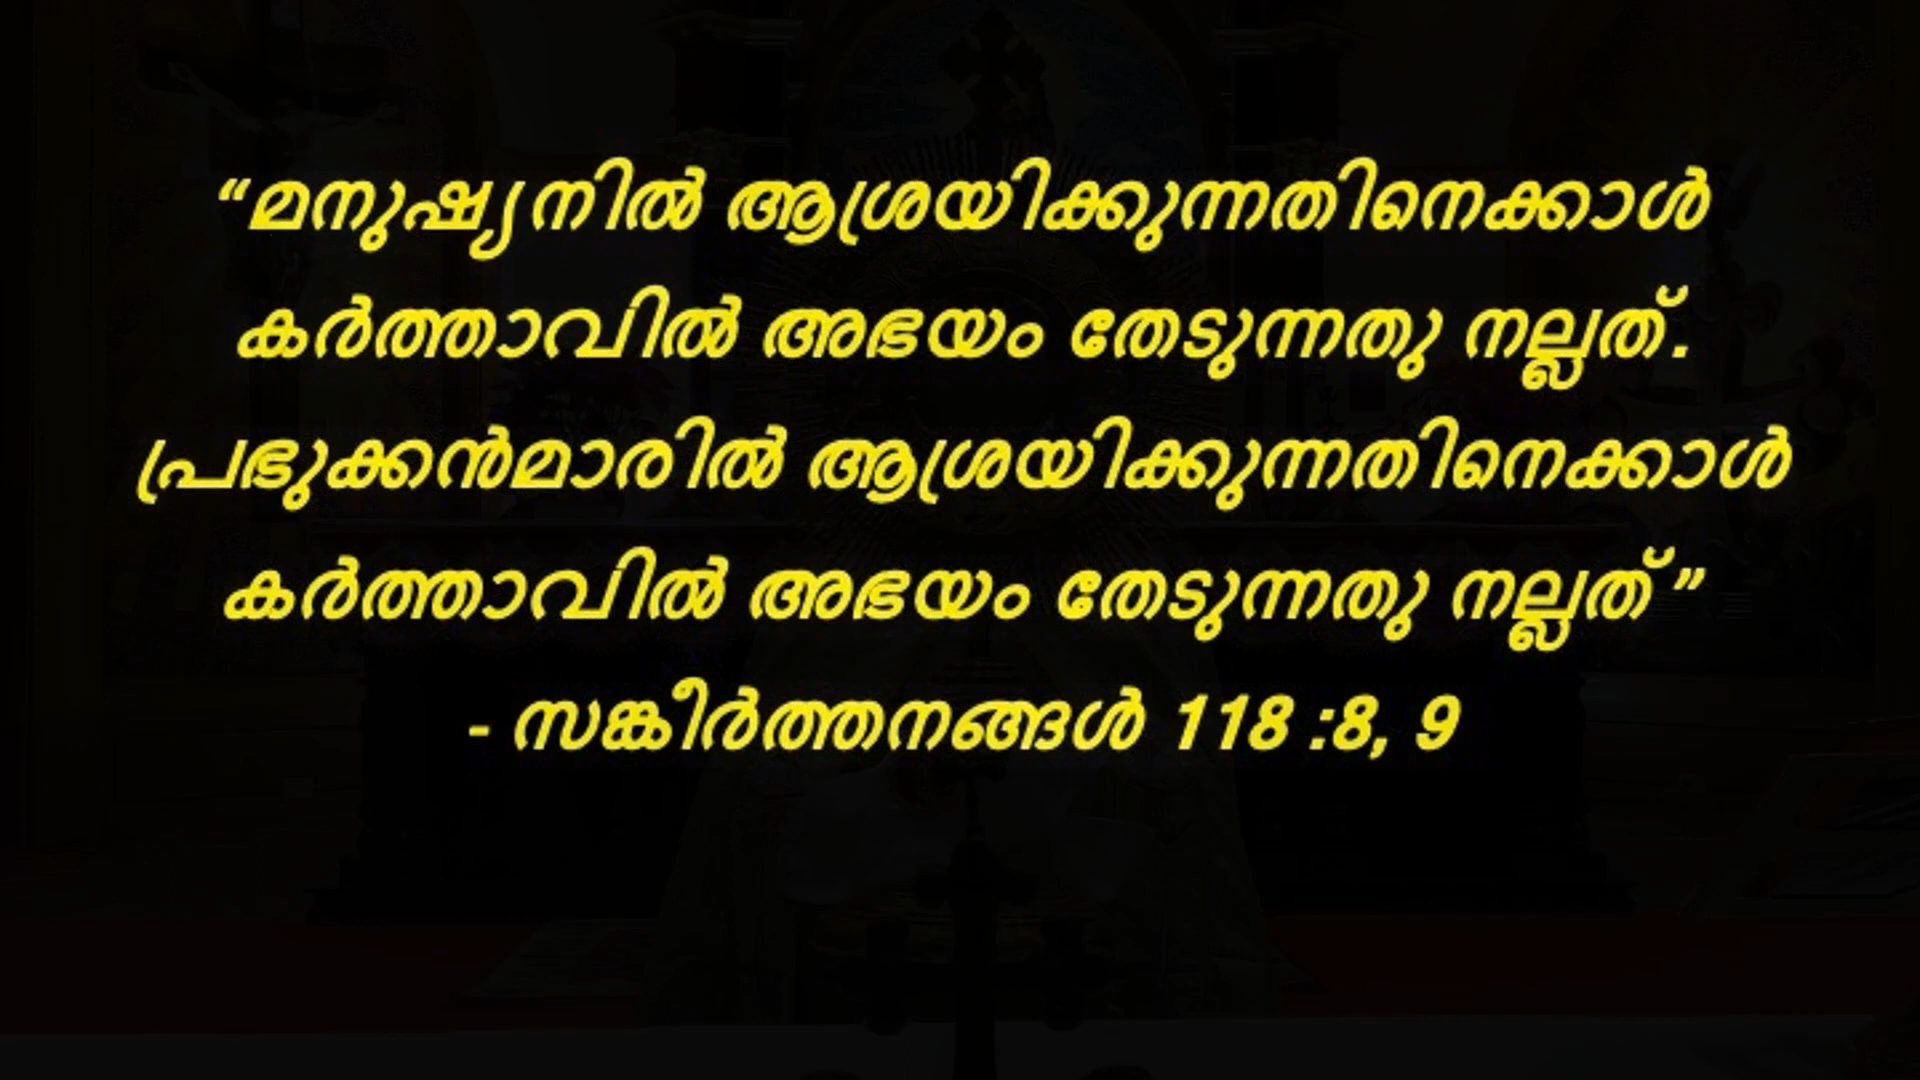 “മനുഷ്യനിൽ ആശ്രയിക്കുന്നതിനെക്കാൾ
കർത്താവിൽ അഭയം തേടുന്നതു നല്ലത്.
പ്രഭുക്കൻമാരിൽ ആശ്രയിക്കുന്നതിനെക്കാൾ
കർത്താവിൽ അഭയം തേടുന്നതു നല്ലത്”
- സങ്കീർത്തനങ്ങൾ 118 :8, 9